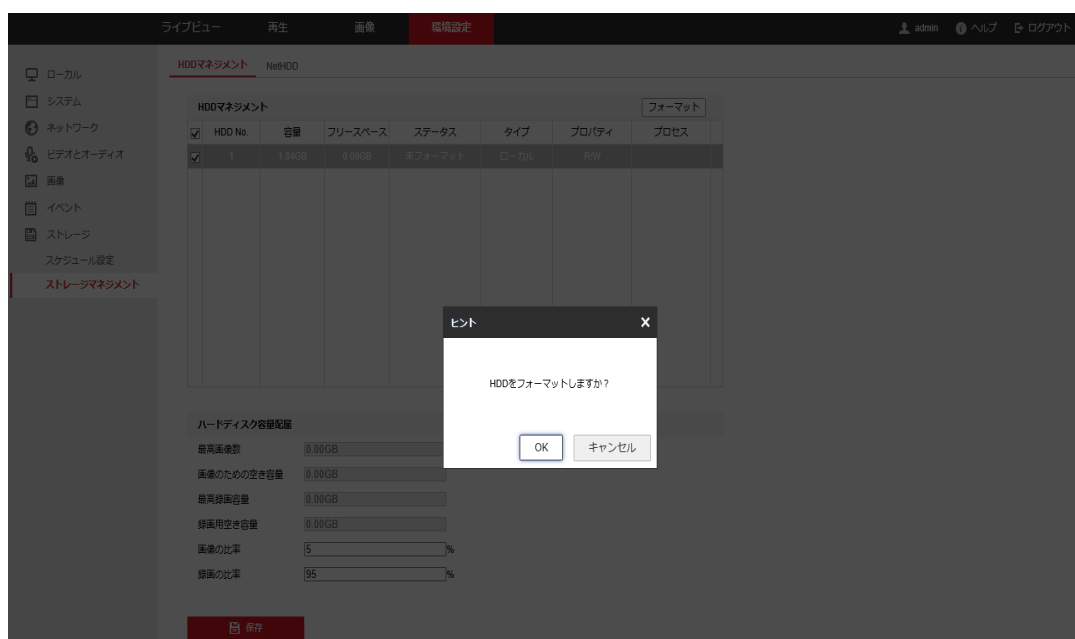 ライブビュー 再生 画像 環境設定 admin ヘルプ ログアウト
ローカル
システム
ネットワーク
ビデオとオーディオ
画像
イベント
ストレージ
スケジュール設定
ストレージマネジメント
HDDマネジメント NetHDD
HDDマネジメント フォーマット
HDD No. 容量 フリースペース ステータス タイプ プロパティ プロセス
1 1.84GB 0.00GB 未フォーマット ローカル R/W
ヒント
HDDをフォーマットしますか？
OK キャンセル
ハードディスク容量配属
最高画像数 0.00GB
画像のための空き容量 0.00GB
最高録画容量 0.00GB
録画用空き容量 0.00GB
画像の比率 5 %
録画の比率 95 %
保存